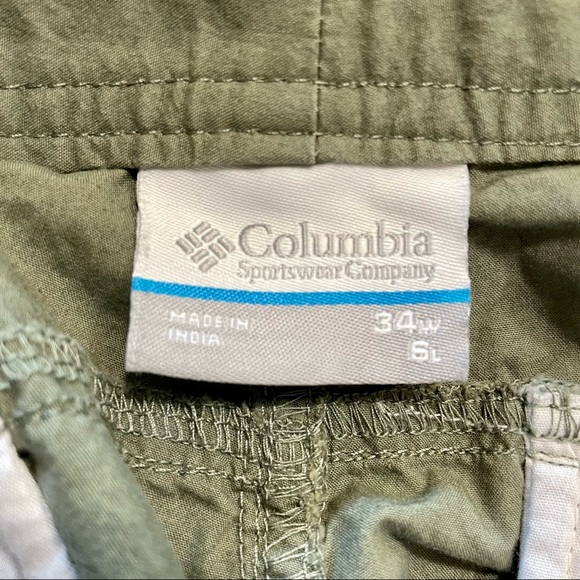 Columbia
Sportswear Company
MADE IN
INDIA
34W
6L